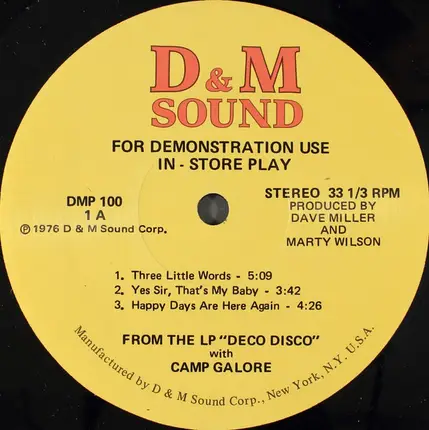 D & M
SOUND
FOR DEMONSTRATION USE
IN - STORE PLAY
DMP 100
1 A
℗ 1976 D & M Sound Corp.
STEREO 33 1/3 RPM
PRODUCED BY
DAVE MILLER
AND
MARTY WILSON
1. Three Little Words - 5:09
2. Yes Sir, That's My Baby - 3:42
3. Happy Days Are Here Again - 4:26
FROM THE LP "DECO DISCO"
with
CAMP GALORE
Manufactured by D & M Sound Corp., New York, N.Y. U.S.A.